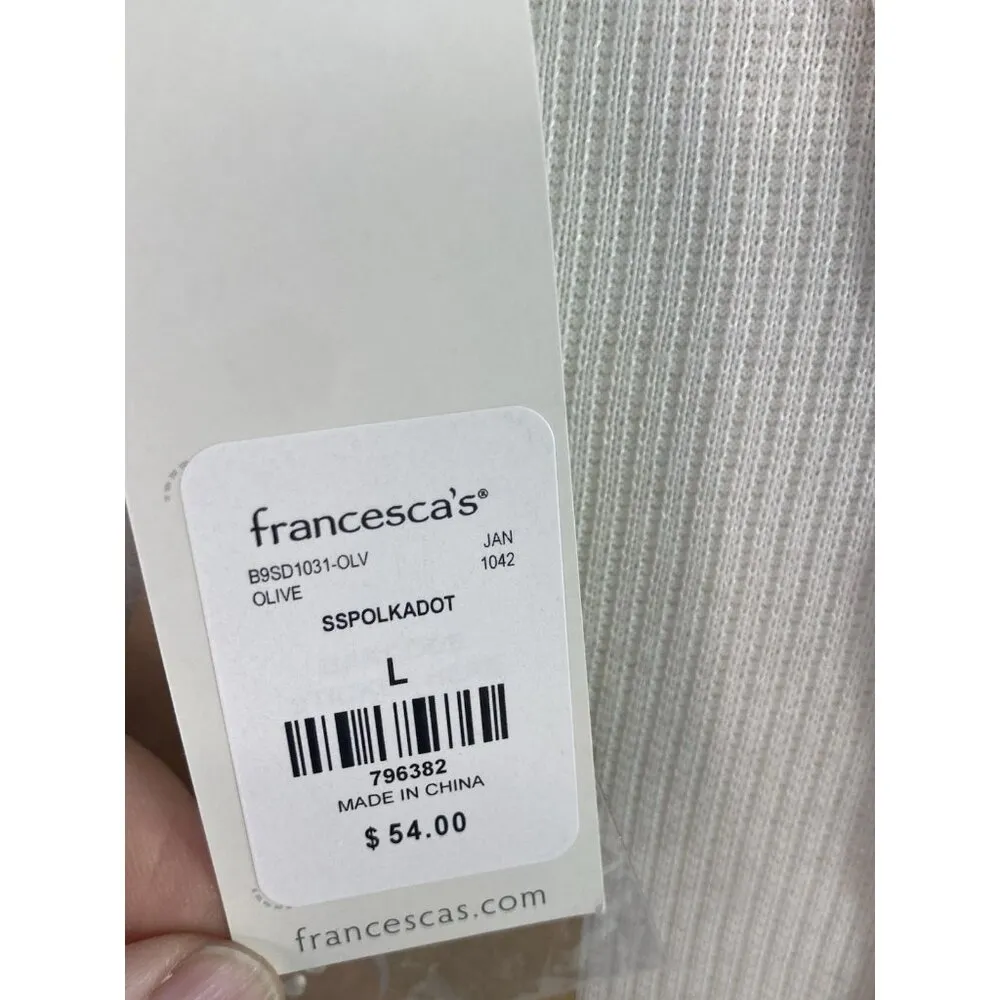 francesca's®
B9SD1031-OLV JAN
OLIVE 1042
SSPOLKADOT
L
796382
MADE IN CHINA
$ 54.00
francescas.com